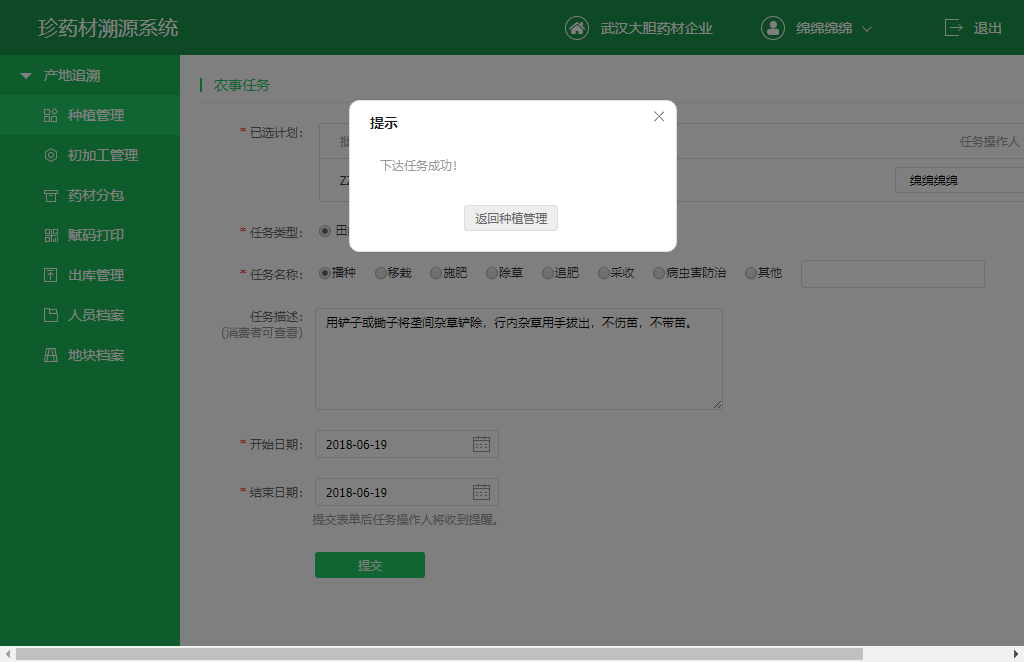 珍药材溯源系统
武汉大胆药材企业
绵绵绵绵
退出
产地追溯
种植管理
初加工管理
药材分包
赋码打印
出库管理
人员档案
地块档案
农事任务
提示
下达任务成功!
返回种植管理
* 已选计划:
批
任务操作人
ZZ
绵绵绵绵
* 任务类型:
田
* 任务名称:
播种
移栽
施肥
除草
追肥
采收
病虫害防治
其他
任务描述:
(消费者可查看)
用铲子或锄子将垄间杂草铲除，行内杂草用手拔出，不伤苗，不带苗。
* 开始日期:
2018-06-19
* 结束日期:
2018-06-19
提交表单后任务操作人将收到提醒。
提交